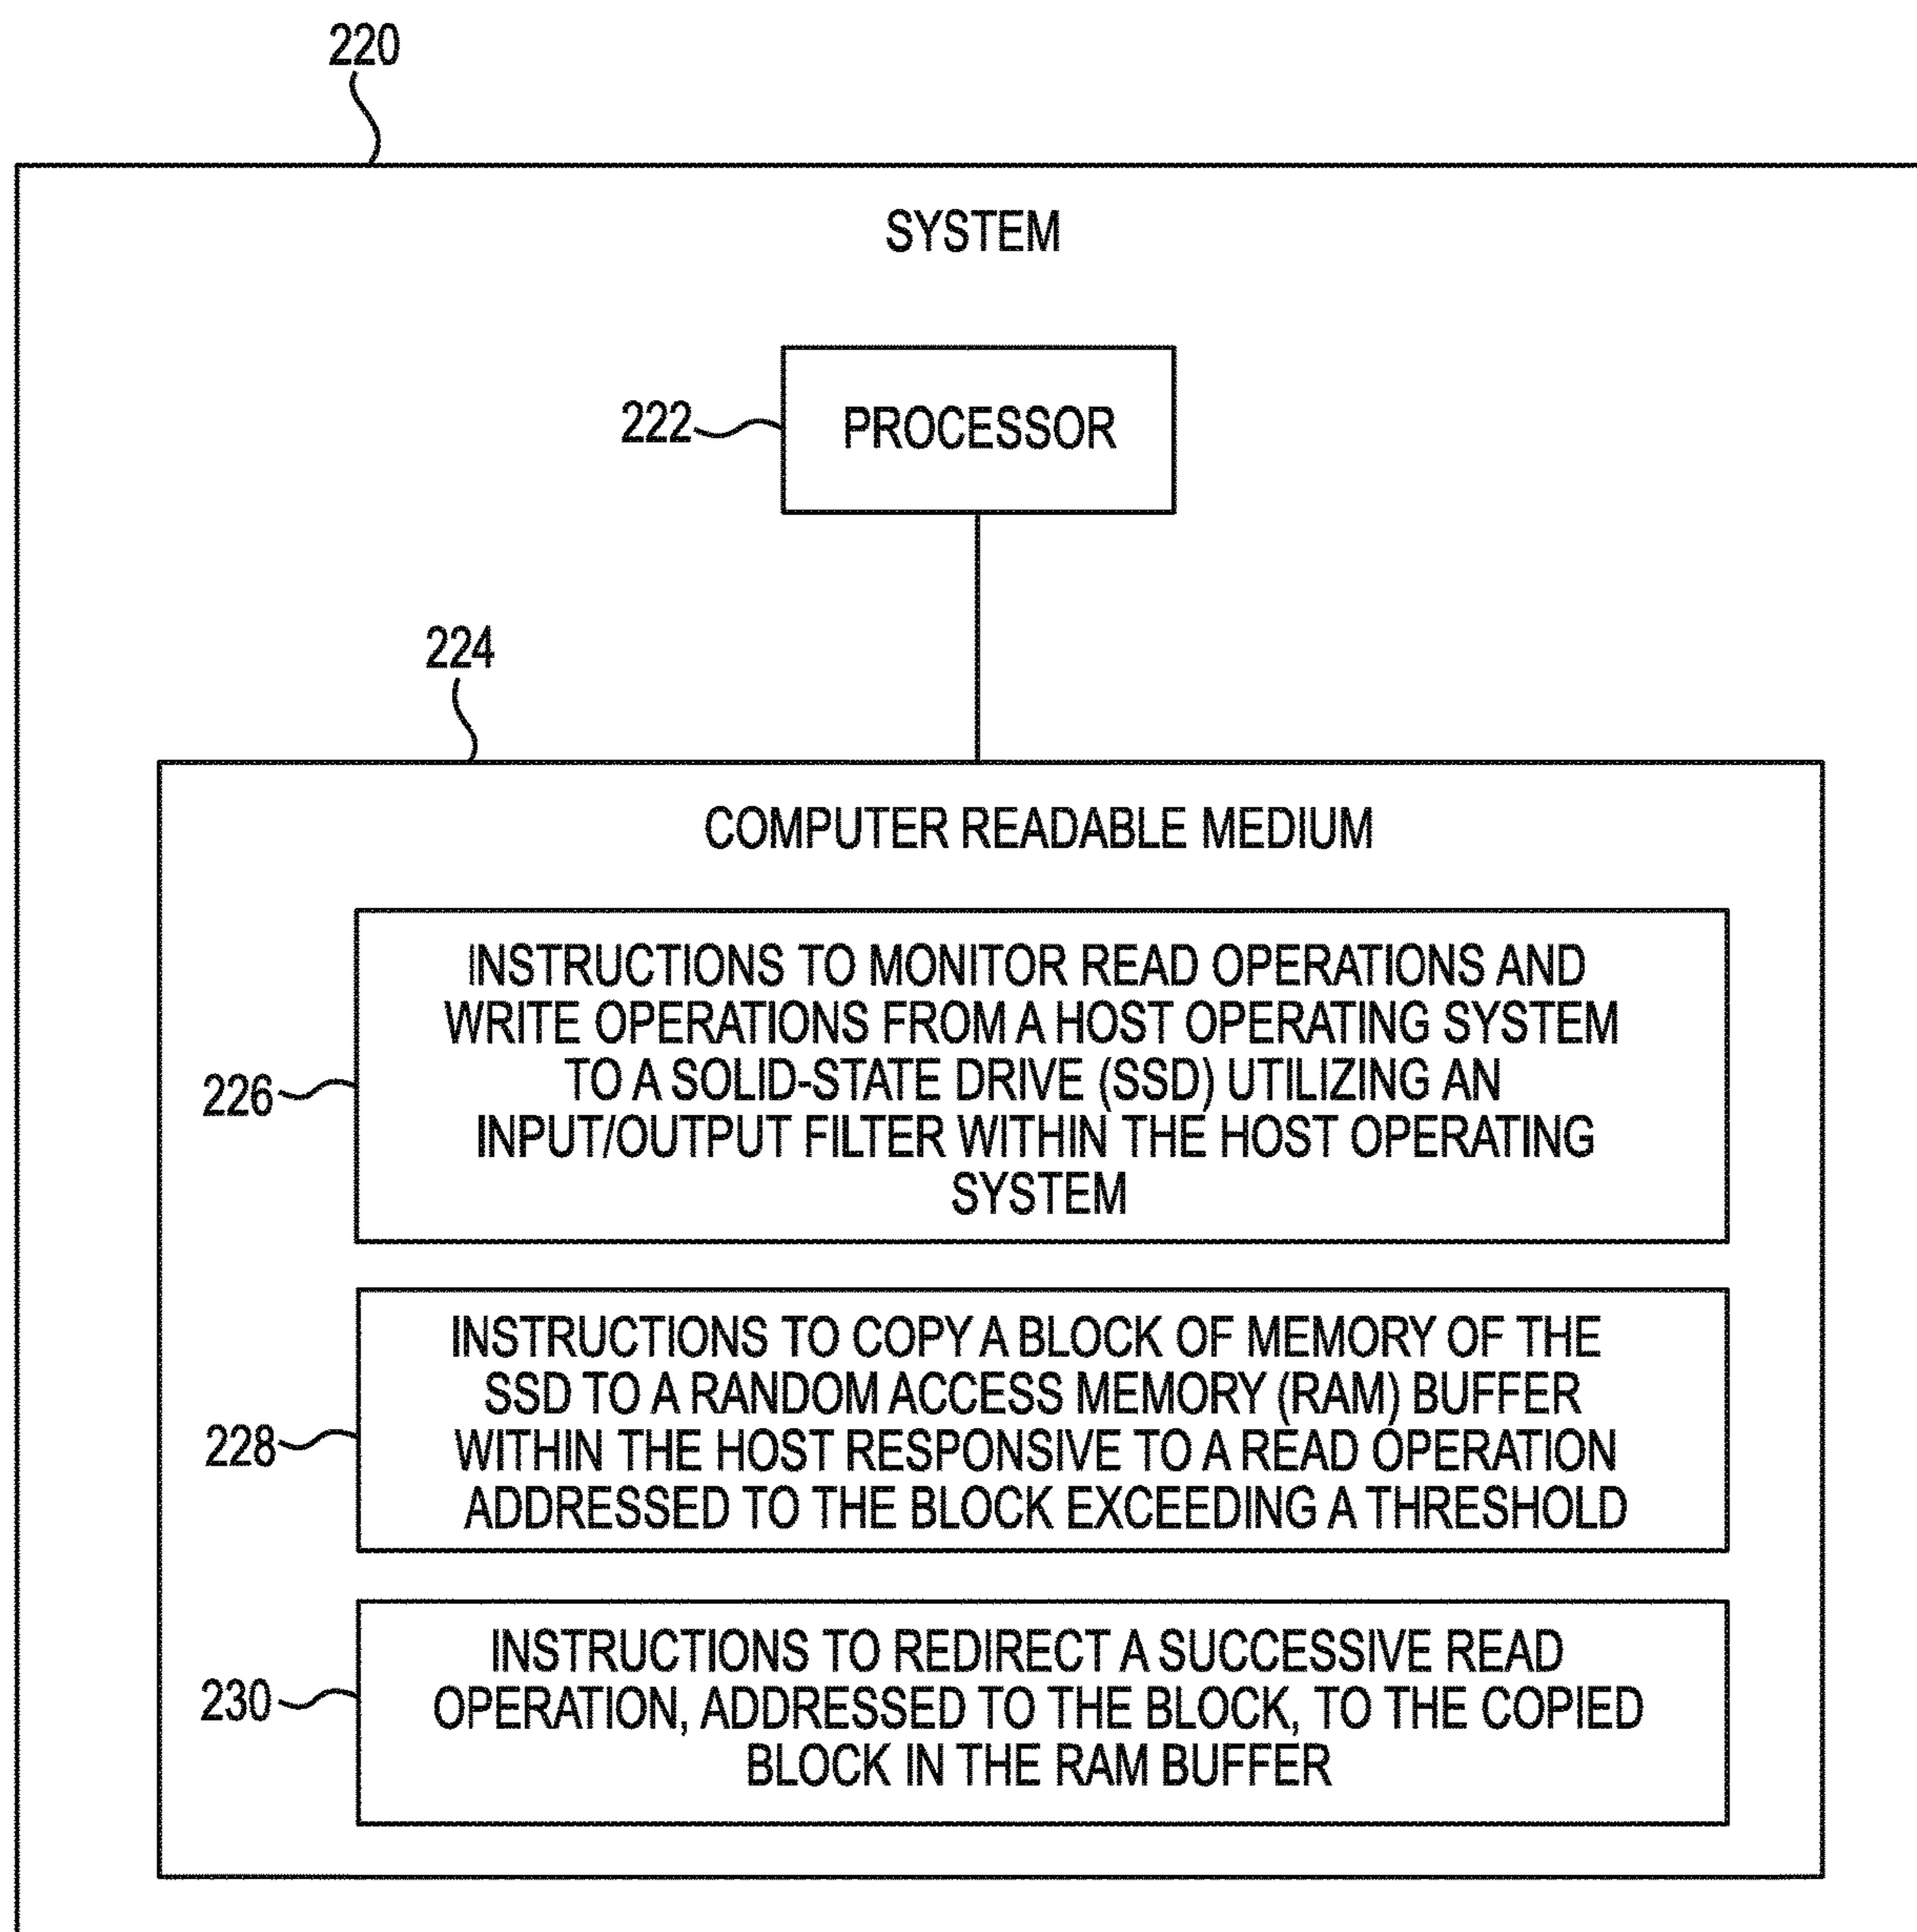 220
SYSTEM
222
PROCESSOR
224
COMPUTER READABLE MEDIUM
226
INSTRUCTIONS TO MONITOR READ OPERATIONS AND
WRITE OPERATIONS FROM A HOST OPERATING SYSTEM
TO A SOLID-STATE DRIVE (SSD) UTILIZING AN
INPUT/OUTPUT FILTER WITHIN THE HOST OPERATING
SYSTEM
228
INSTRUCTIONS TO COPY A BLOCK OF MEMORY OF THE
SSD TO A RANDOM ACCESS MEMORY (RAM) BUFFER
WITHIN THE HOST RESPONSIVE TO A READ OPERATION
ADDRESSED TO THE BLOCK EXCEEDING A THRESHOLD
230
INSTRUCTIONS TO REDIRECT A SUCCESSIVE READ
OPERATION, ADDRESSED TO THE BLOCK, TO THE COPIED
BLOCK IN THE RAM BUFFER